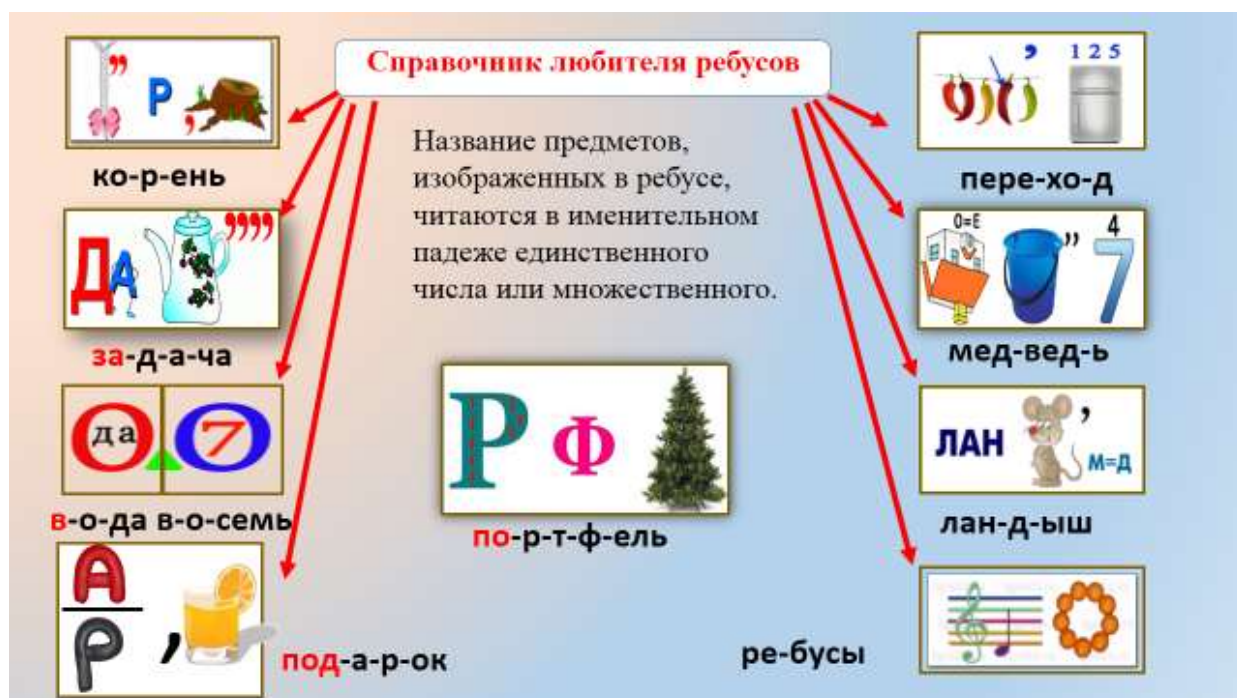 Справочник любителя ребусов
Название предметов,
изображенных в ребусе,
читаются в именительном
падеже единственного
числа или множественного.
,, Р ,
ко-р-ень
ДА ,,,,
за-д-а-ча
да 7
в-о-да в-о-семь
А
Р ,
под-а-р-ок
Р Ф
по-р-т-ф-ель
, 1 2 5
пере-хо-д
О=Е ,, 4
7
мед-вед-ь
ЛАН , М=Д
лан-д-ыш
ре-бусы